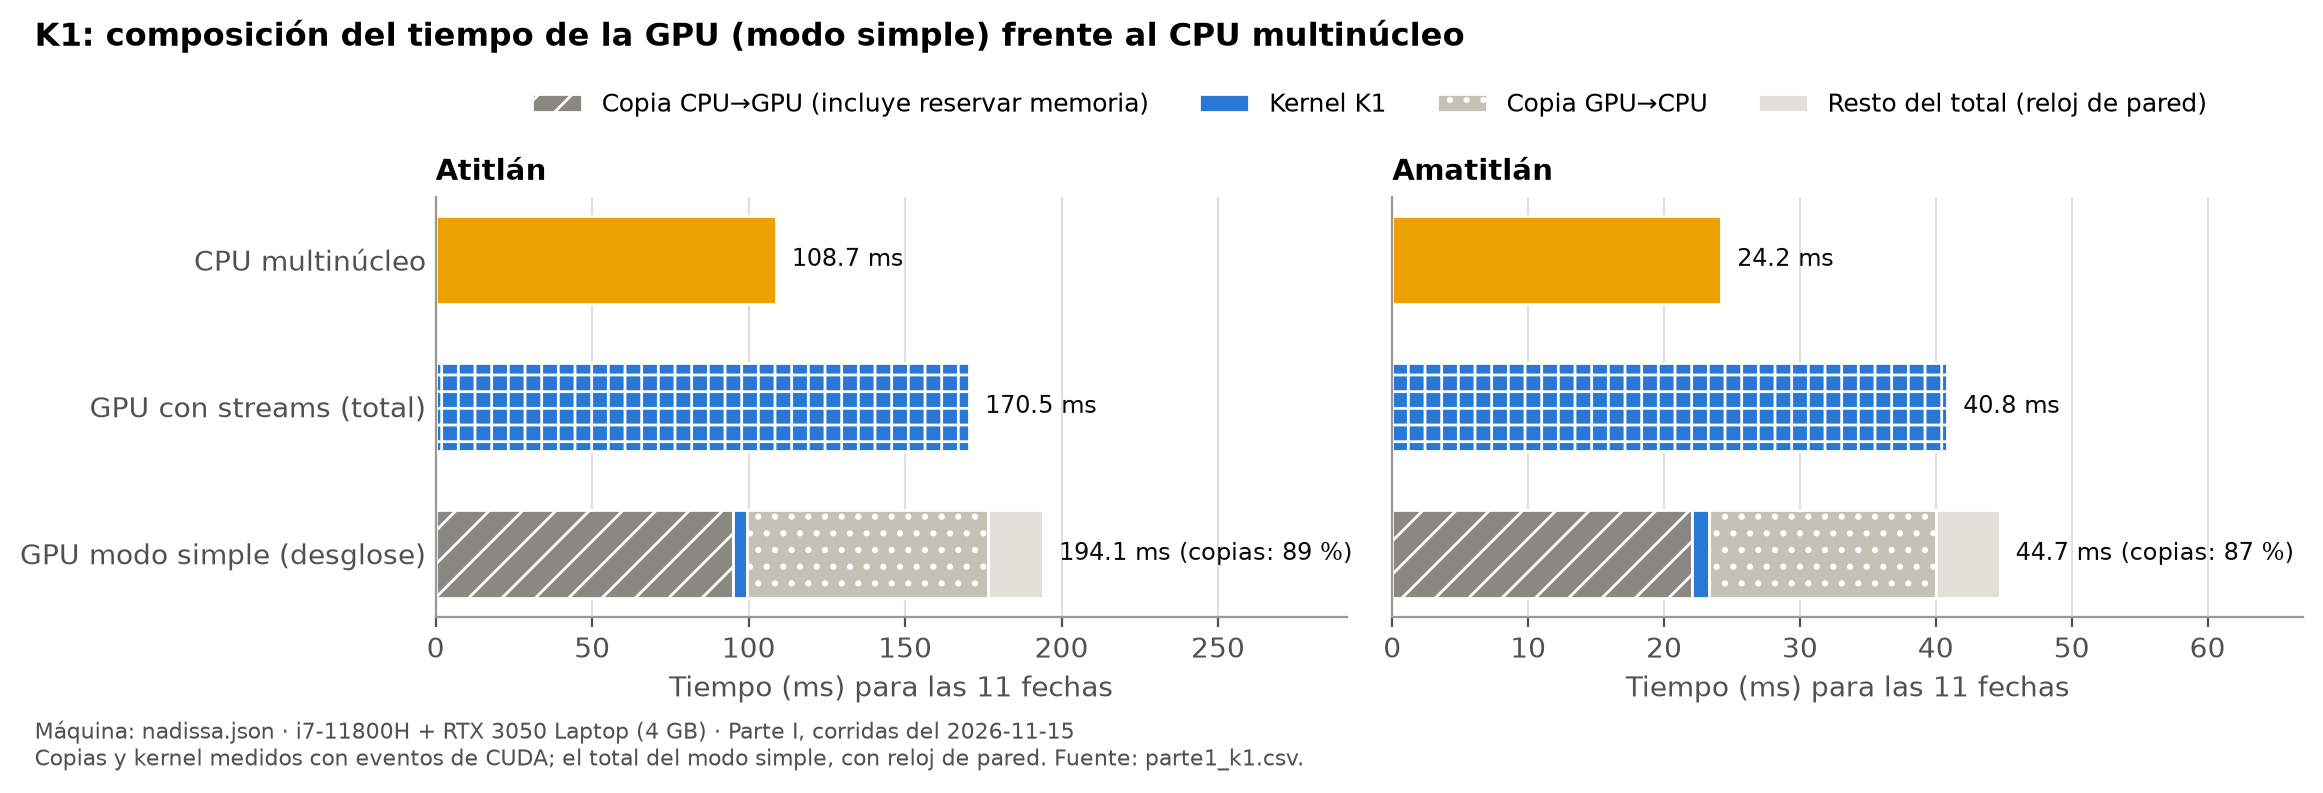 K1: composición del tiempo de la GPU (modo simple) frente al CPU multinúcleo
Copia CPU→GPU (incluye reservar memoria)
Kernel K1
Copia GPU→CPU
Resto del total (reloj de pared)
Atitlán
CPU multinúcleo
108.7 ms
GPU con streams (total)
170.5 ms
GPU modo simple (desglose)
194.1 ms (copias: 89 %)
0 50 100 150 200 250
Tiempo (ms) para las 11 fechas
Amatitlán
24.2 ms
40.8 ms
44.7 ms (copias: 87 %)
0 10 20 30 40 50 60
Tiempo (ms) para las 11 fechas
Máquina: nadissa.json · i7-11800H + RTX 3050 Laptop (4 GB) · Parte I, corridas del 2026-11-15
Copias y kernel medidos con eventos de CUDA; el total del modo simple, con reloj de pared. Fuente: parte1_k1.csv.